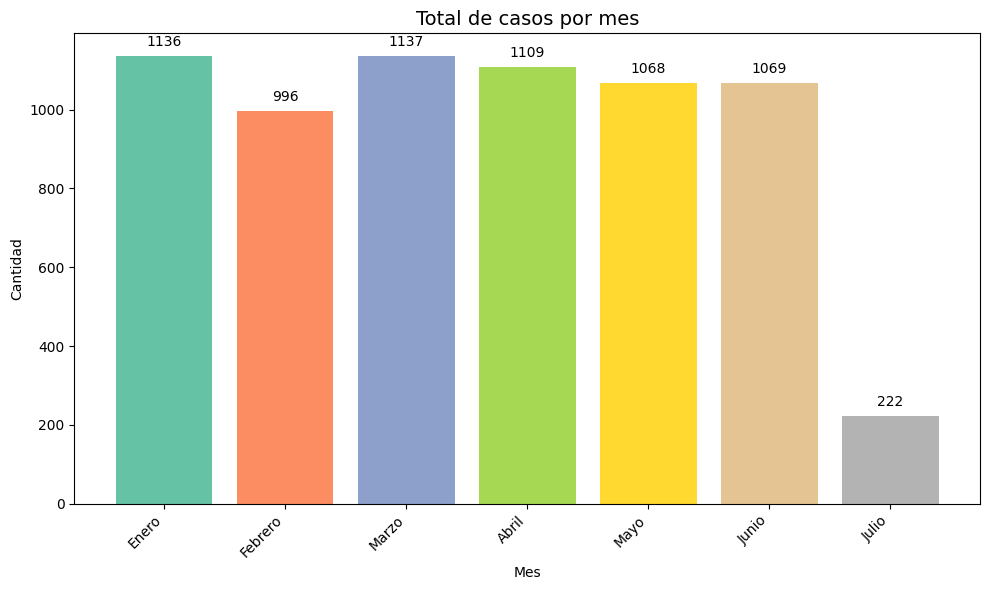 Total de casos por mes
1136
996
1137
1109
1068
1069
222
Cantidad
1000
800
600
400
200
0
Enero
Febrero
Marzo
Abril
Mayo
Junio
Julio
Mes